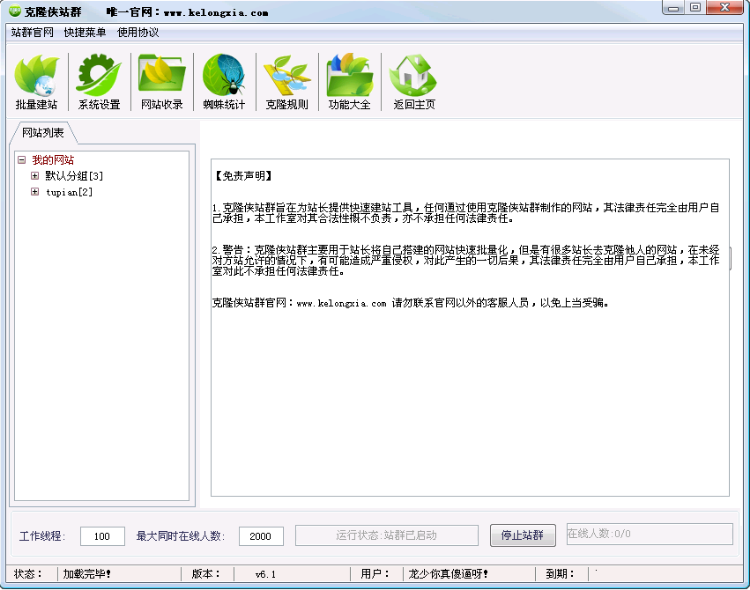 克隆侠站群 唯一官网：www.kelongxia.com
站群官网 快捷菜单 使用协议
批量建站 系统设置 网站收录 蜘蛛统计 克隆规则 功能大全 返回主页
网站列表
我的网站
默认分组[3]
tupian[2]
【免责声明】
1.克隆侠站群旨在为站长提供快速建站工具，任何通过使用克隆侠站群制作的网站，其法律责任完全由用户自
己承担，本工作室对其合法性概不负责，亦不承担任何法律责任。
2.警告：克隆侠站群主要用于站长将自己搭建的网站快速批量化，但是有很多站长去克隆他人的网站，在未经
对方站允许的情况下，有可能造成严重侵权，对此产生的一切后果，其法律责任完全由用户自己承担，本工作
室对此不承担任何法律责任。
克隆侠站群官网：www.kelongxia.com 请勿联系官网以外的客服人员，以免上当受骗。
工作线程: 100 最大同时在线人数: 2000 运行状态:站群已启动 停止站群 在线人数:0/0
状态： 加载完毕! 版本： v6.1 用户： 龙少你真傻逼呀! 到期：